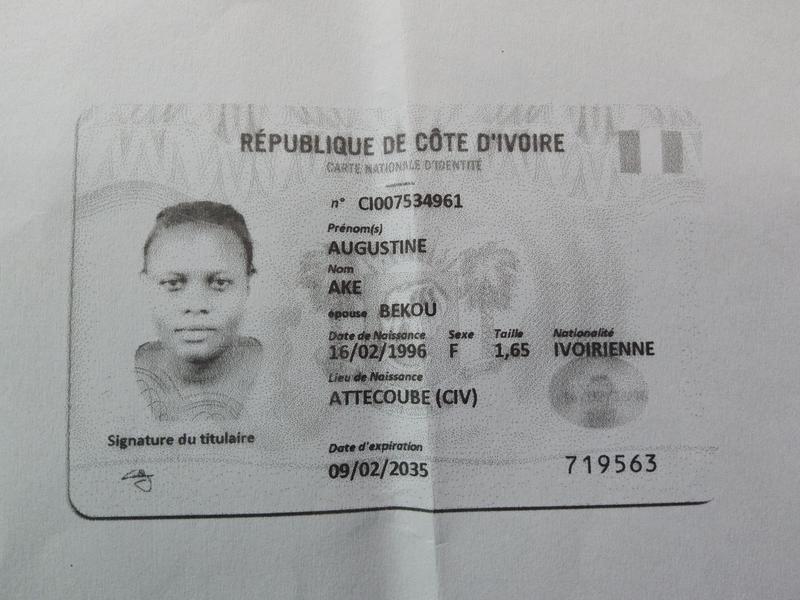 RÉPUBLIQUE DE CÔTE D'IVOIRE
CARTE NATIONALE D'IDENTITÉ
n° CI007534961
Prénom(s)
AUGUSTINE
Nom
AKE
épouse BEKOU
Date de Naissance Sexe Taille Nationalité
16/02/1996 F 1,65 IVOIRIENNE
Lieu de Naissance
ATTECOUBE (CIV)
Signature du titulaire
Date d'expiration
09/02/2035
719563